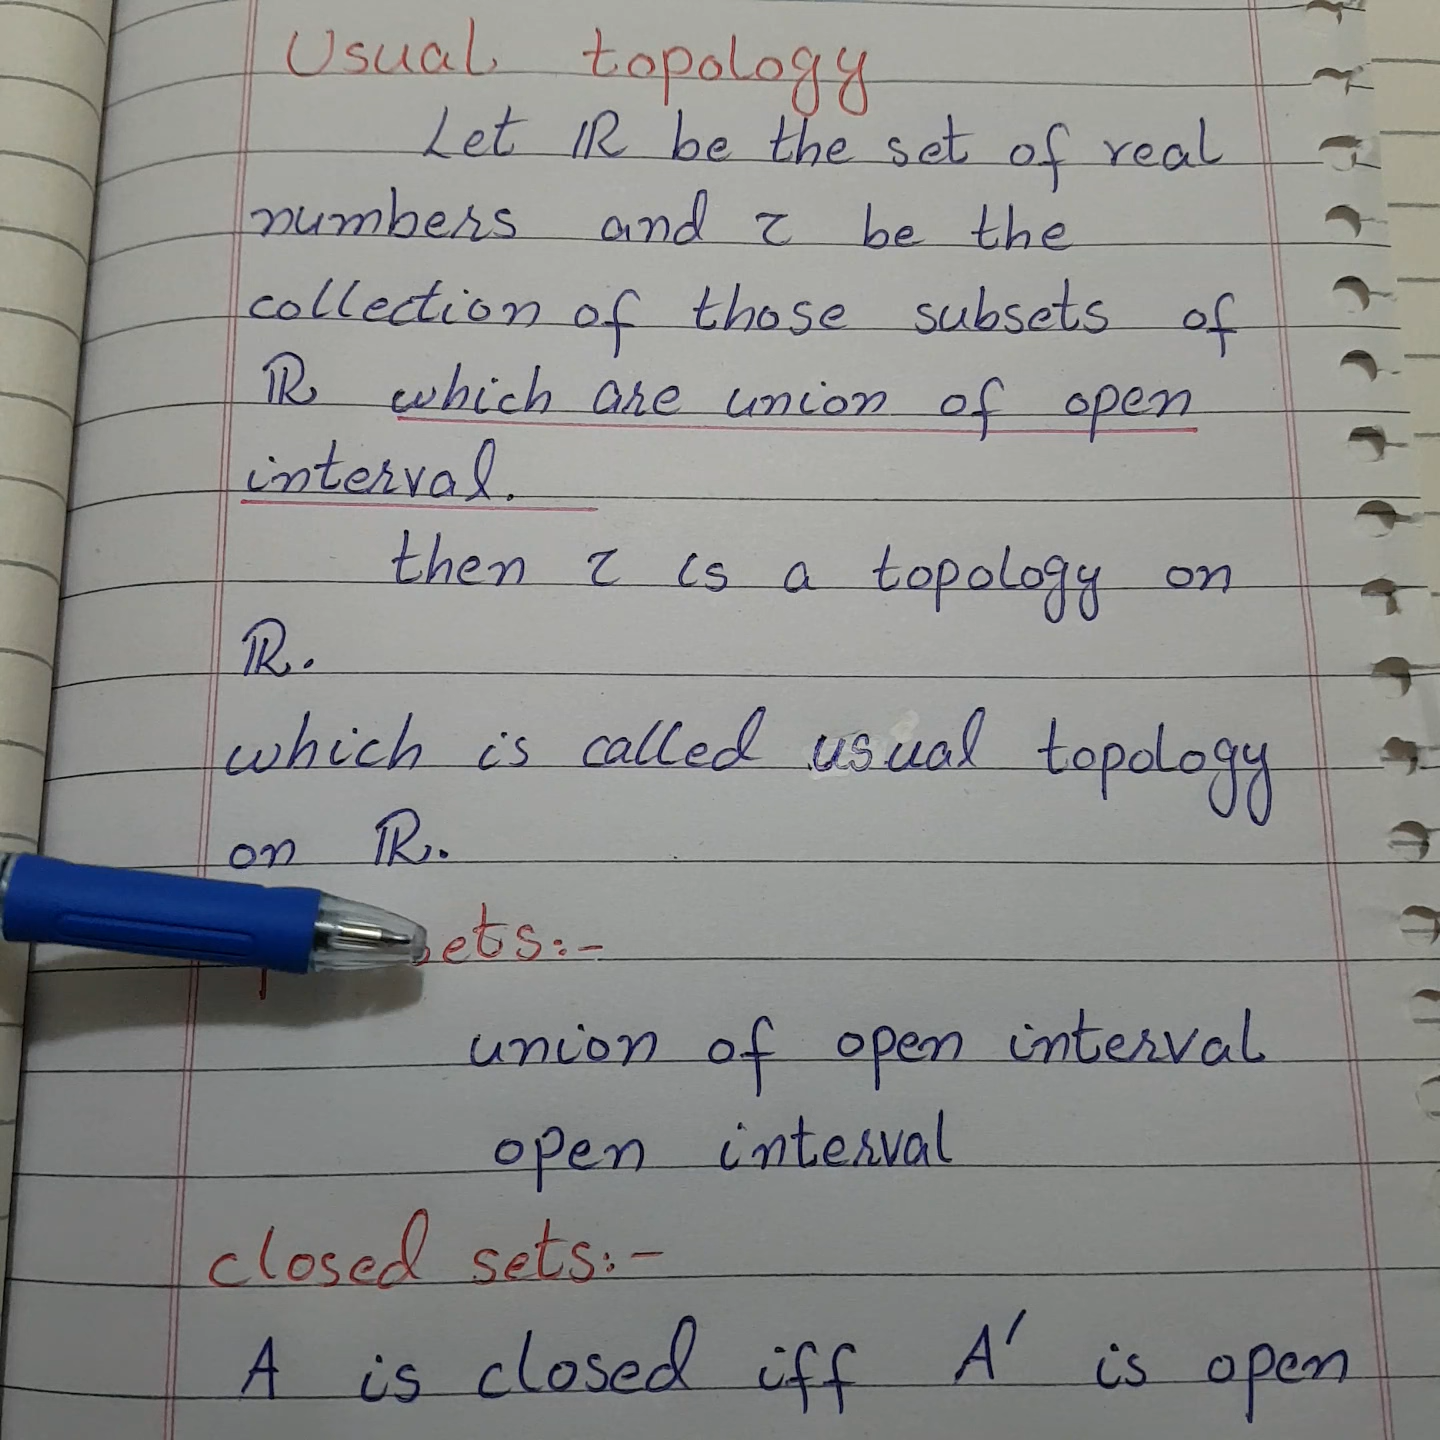 Usual topology
Let ℝ be the set of real
numbers and τ be the
collection of those subsets of
ℝ which are union of open
interval.
then τ is a topology on
ℝ.
which is called usual topology
on ℝ.
sets:-
union of open interval
open interval
closed sets:-
A is closed iff A' is open